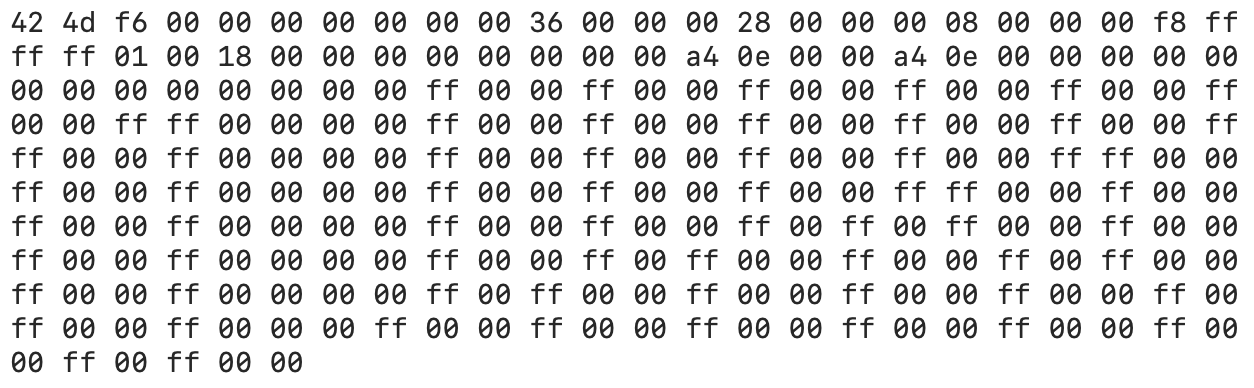 42 4d f6 00 00 00 00 00 00 00 36 00 00 00 28 00 00 00 08 00 00 00 f8 ff
ff ff 01 00 18 00 00 00 00 00 00 00 00 a4 0e 00 00 a4 0e 00 00 00 00 00
00 00 00 00 00 00 00 00 ff 00 00 ff 00 00 ff 00 00 ff 00 00 ff 00 00 ff
00 00 ff ff 00 00 00 00 ff 00 00 ff 00 00 ff 00 00 ff 00 00 ff 00 00 ff
ff 00 00 ff 00 00 00 00 ff 00 00 ff 00 00 ff 00 00 ff 00 00 ff ff 00 00
ff 00 00 ff 00 00 00 00 ff 00 00 ff 00 00 ff 00 00 ff ff 00 00 ff 00 00
ff 00 00 ff 00 00 00 00 ff 00 00 ff 00 00 ff 00 ff 00 ff 00 00 ff 00 00
ff 00 00 ff 00 00 00 00 ff 00 00 ff 00 ff 00 00 ff 00 00 ff 00 ff 00 00
ff 00 00 ff 00 00 00 00 ff 00 ff 00 00 ff 00 00 ff 00 00 ff 00 00 ff 00
ff 00 00 ff 00 00 00 ff 00 00 ff 00 00 ff 00 00 ff 00 00 ff 00 00 ff 00
00 ff 00 ff 00 00